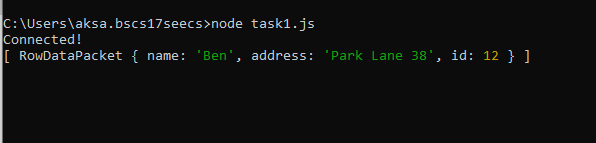 C:\Users\aksa.bscs17seecs>node task1.js
Connected!
[ RowDataPacket { name: 'Ben', address: 'Park Lane 38', id: 12 } ]